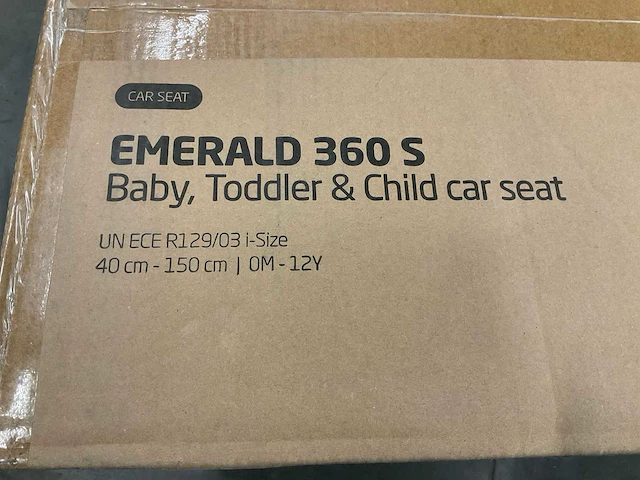 CAR SEAT
EMERALD 360 S
Baby, Toddler & Child car seat
UN ECE R129/03 i-Size
40 cm - 150 cm | 0M - 12Y